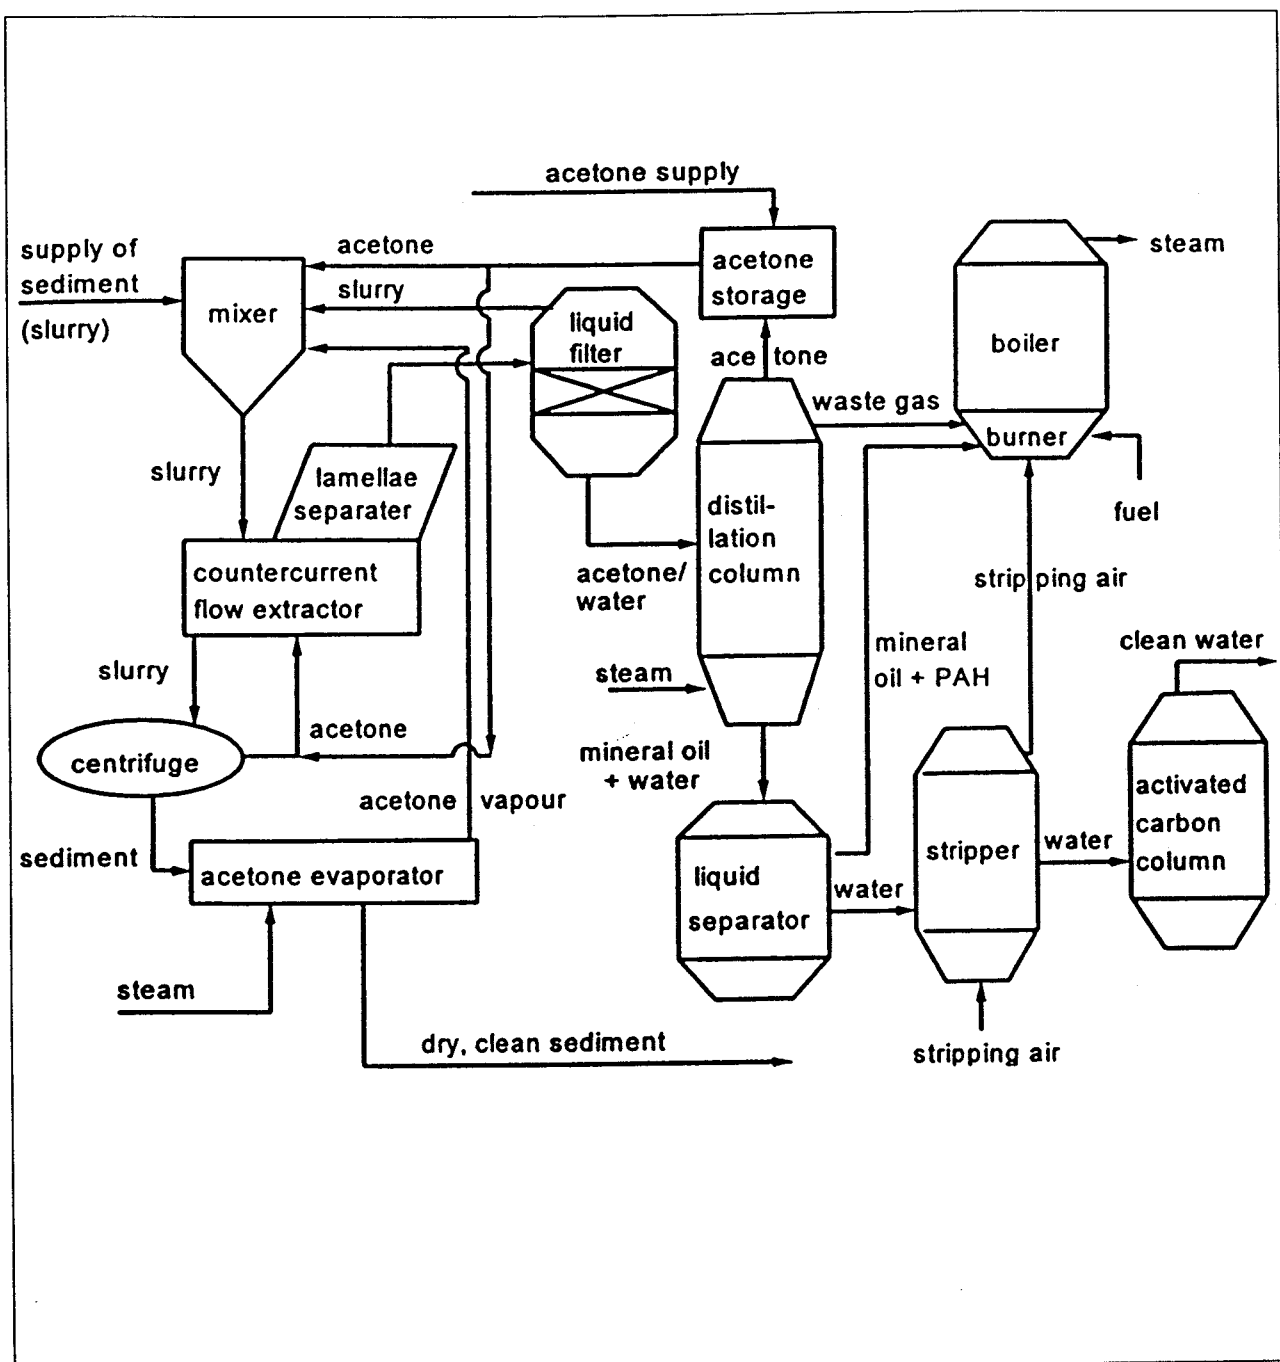 acetone supply
supply of
sediment
(slurry)
acetone
slurry
mixer
acetone
storage
steam
liquid
filter
boiler
ace tone
waste gas
burner
slurry
lamellae
separater
fuel
distil-
lation
column
countercurrent
flow extractor
acetone/
water
stripping air
slurry
steam
mineral
oil + PAH
clean water
acetone
centrifuge
mineral oil
+ water
acetone vapour
activated
carbon
column
sediment
acetone evaporator
liquid
separator
water
stripper
water
steam
dry, clean sediment
stripping air